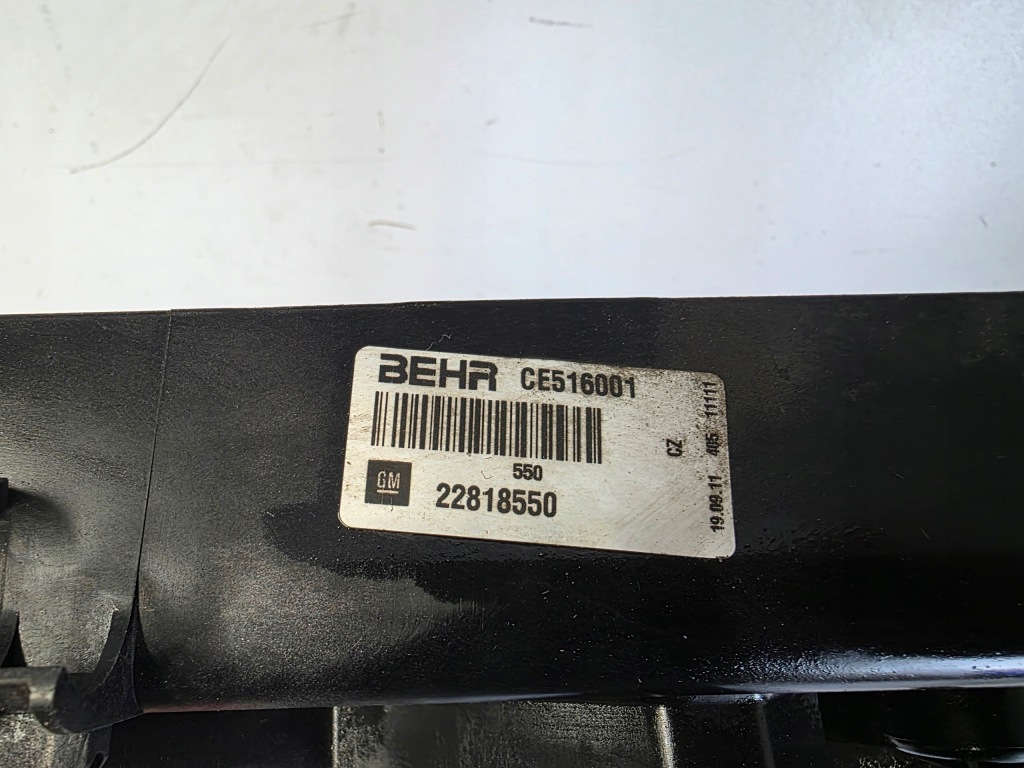 BEHR CE516001
550
GM 22818550
CZ
19.09.11 405 11111